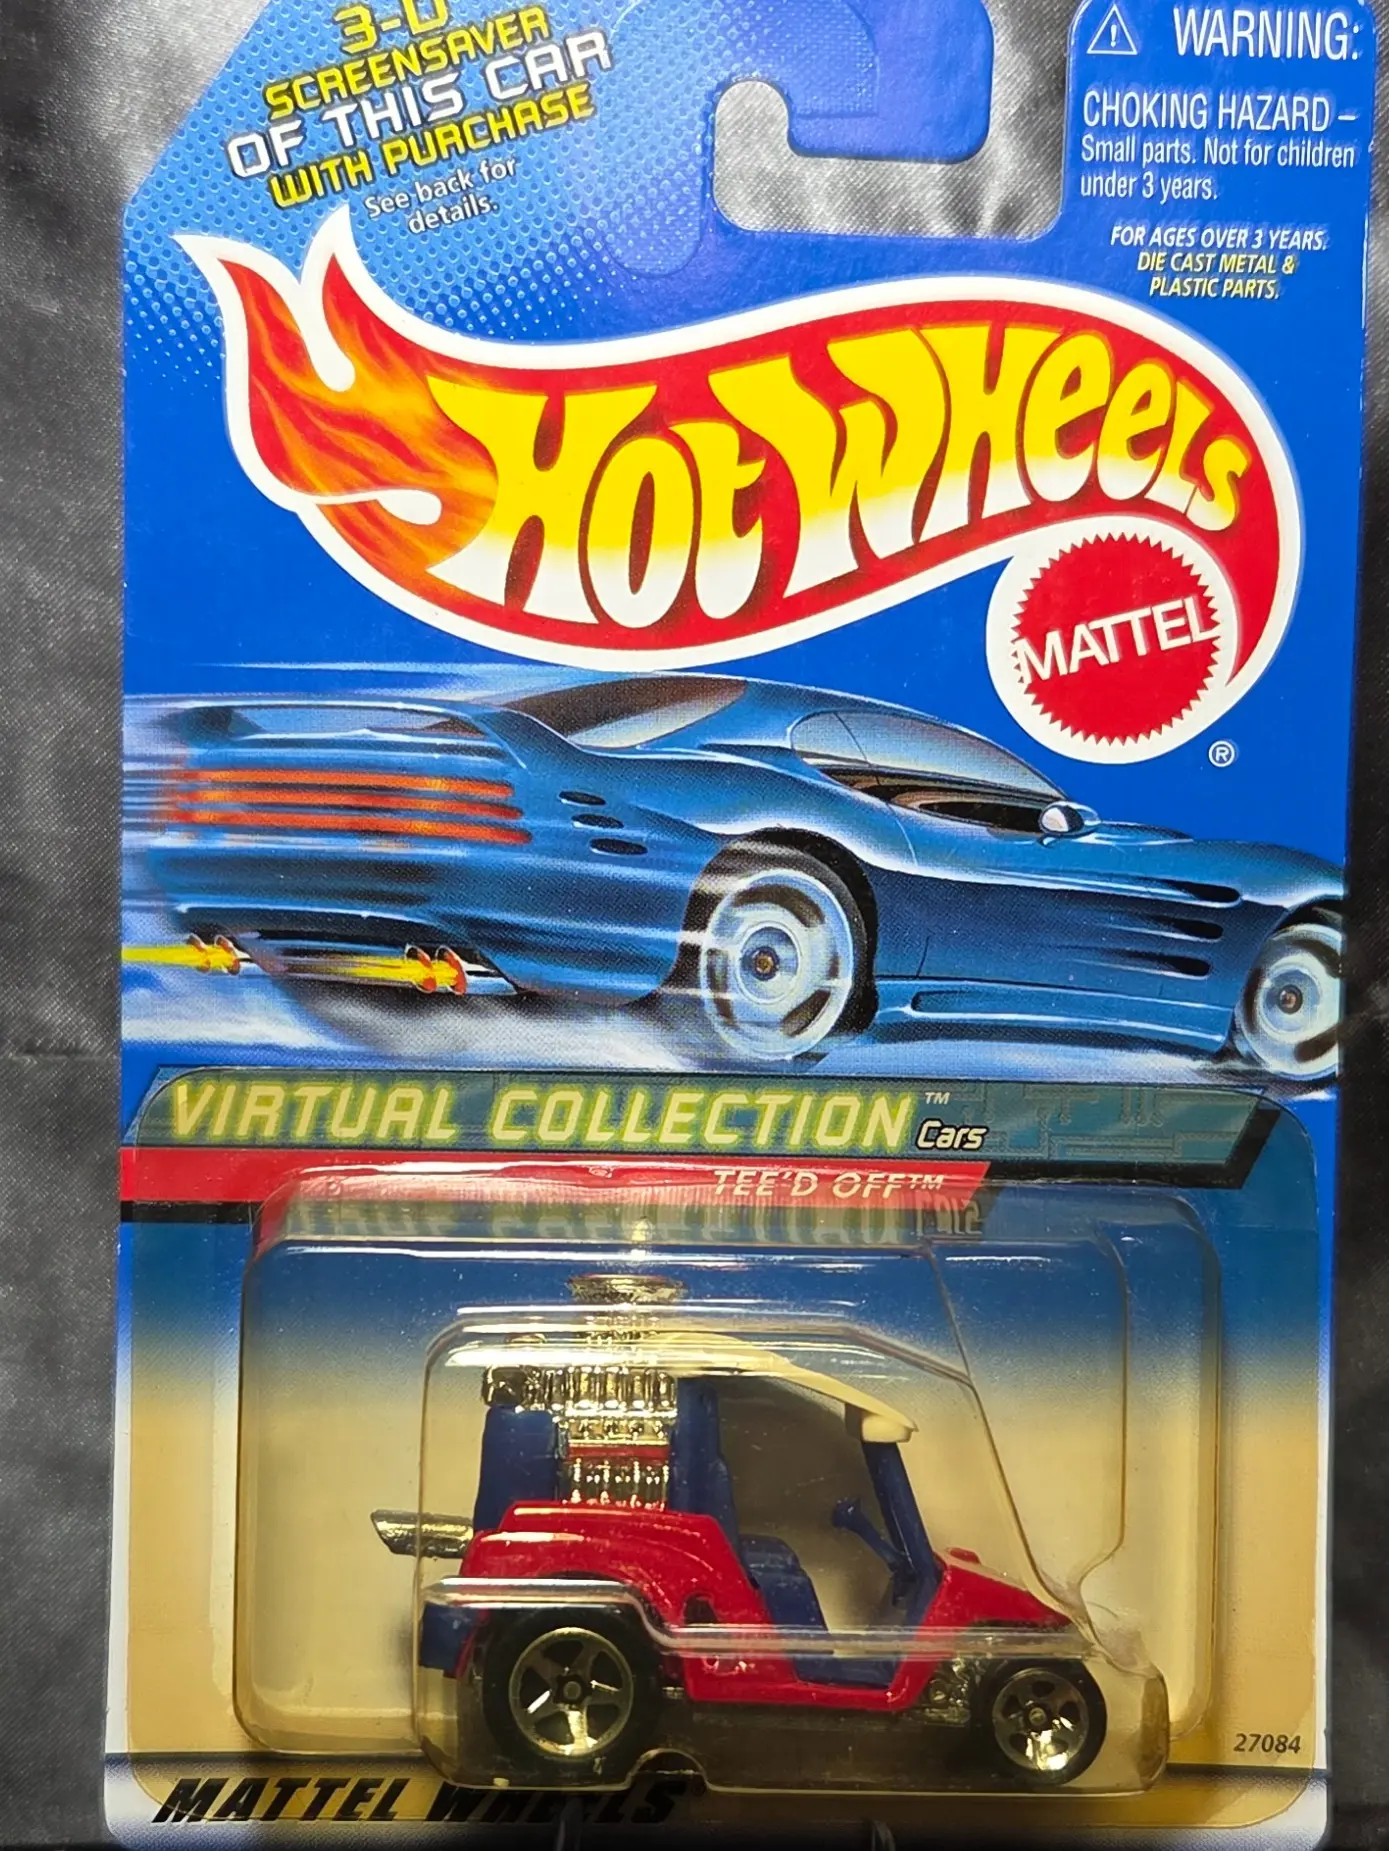 3-D
SCREENSAVER
OF THIS CAR
WITH PURCHASE
See back for
details.
WARNING:
CHOKING HAZARD –
Small parts. Not for children
under 3 years.
FOR AGES OVER 3 YEARS.
DIE CAST METAL &
PLASTIC PARTS.
Hot Wheels
MATTEL
®
VIRTUAL COLLECTION™
Cars
TEE'D OFF™
27084
MATTEL WHEELS